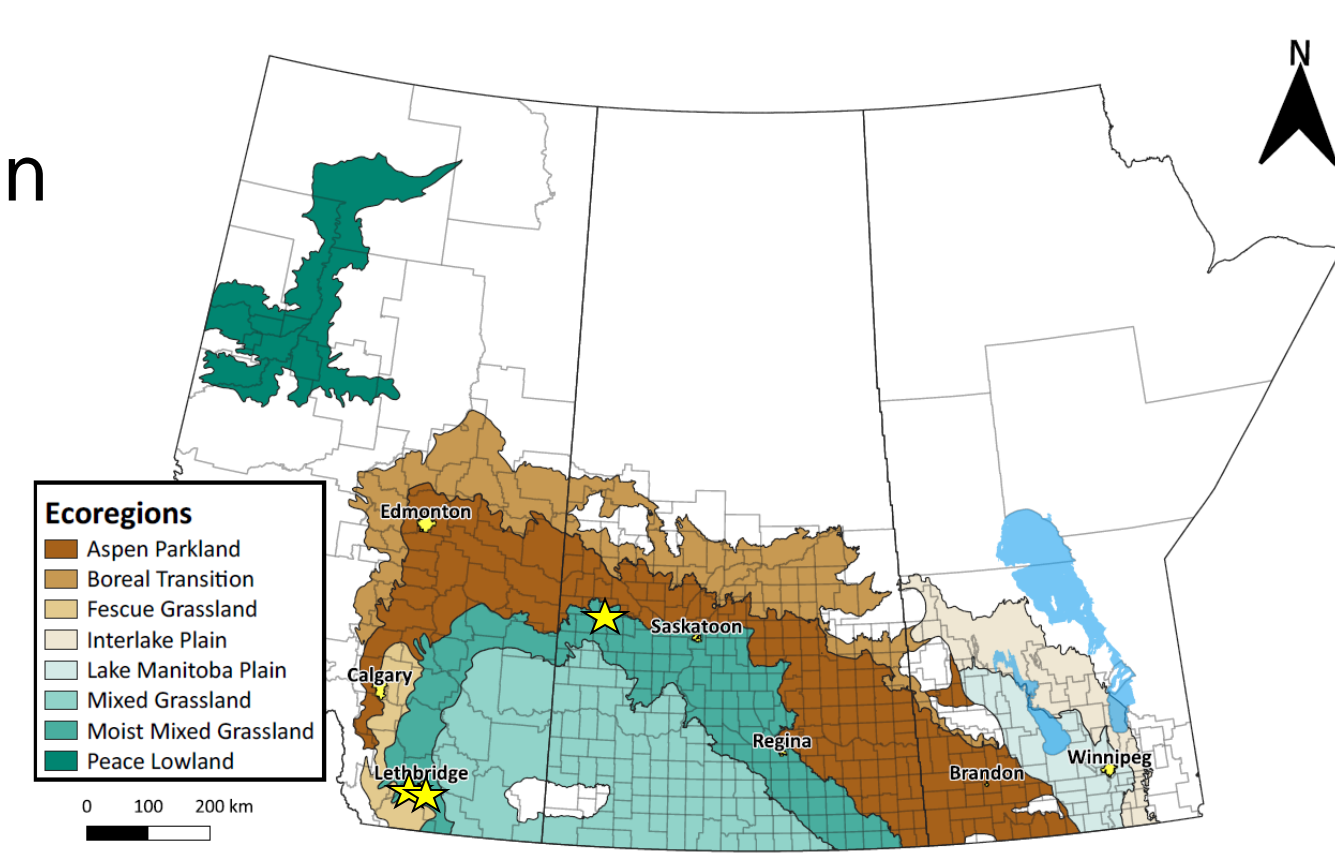 N
n
Edmonton
Saskatoon
Calgary
Regina
Lethbridge
Brandon
Winnipeg
Ecoregions
Aspen Parkland
Boreal Transition
Fescue Grassland
Interlake Plain
Lake Manitoba Plain
Mixed Grassland
Moist Mixed Grassland
Peace Lowland
0 100 200 km